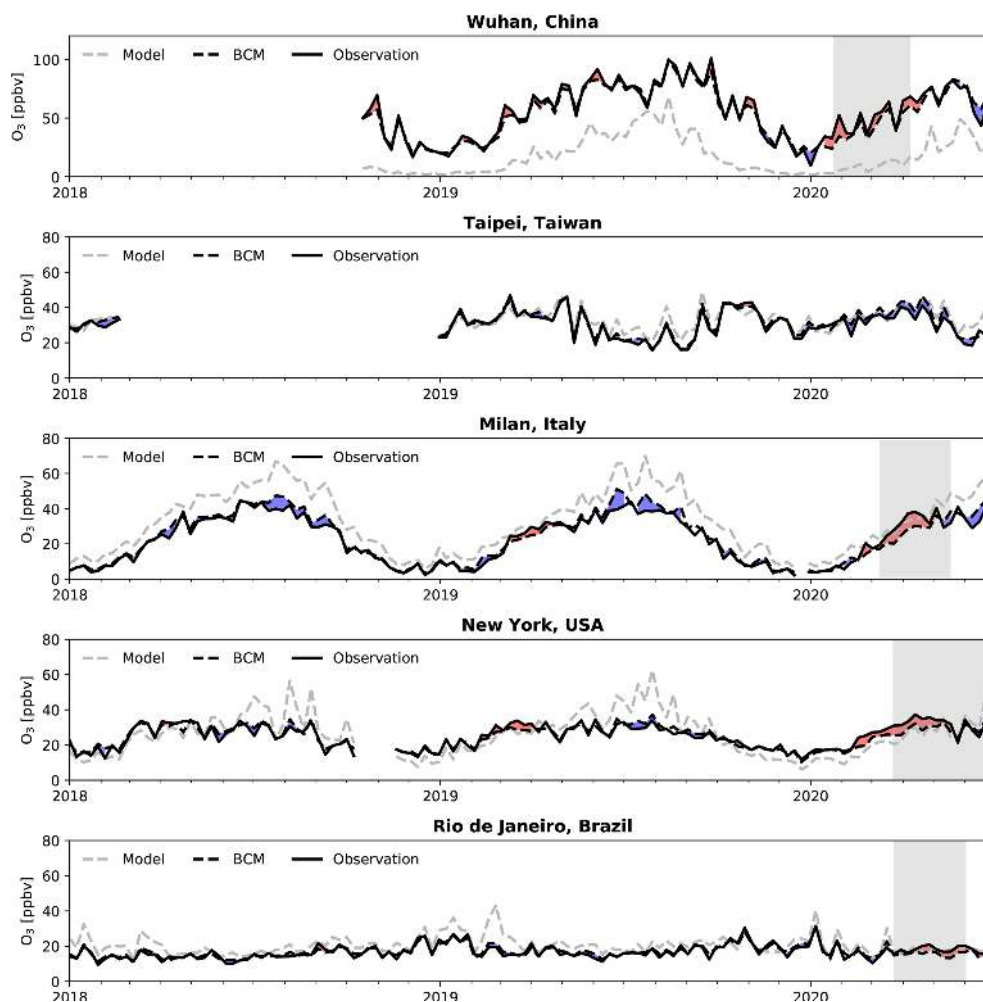 Wuhan, China
Model BCM Observation
O3 [ppbv]
100
50
0
2018 2019 2020
Taipei, Taiwan
Model BCM Observation
O3 [ppbv]
80
60
40
20
0
2018 2019 2020
Milan, Italy
Model BCM Observation
O3 [ppbv]
80
60
40
20
0
2018 2019 2020
New York, USA
Model BCM Observation
O3 [ppbv]
80
60
40
20
0
2018 2019 2020
Rio de Janeiro, Brazil
Model BCM Observation
O3 [ppbv]
80
60
40
20
0
2018 2019 2020